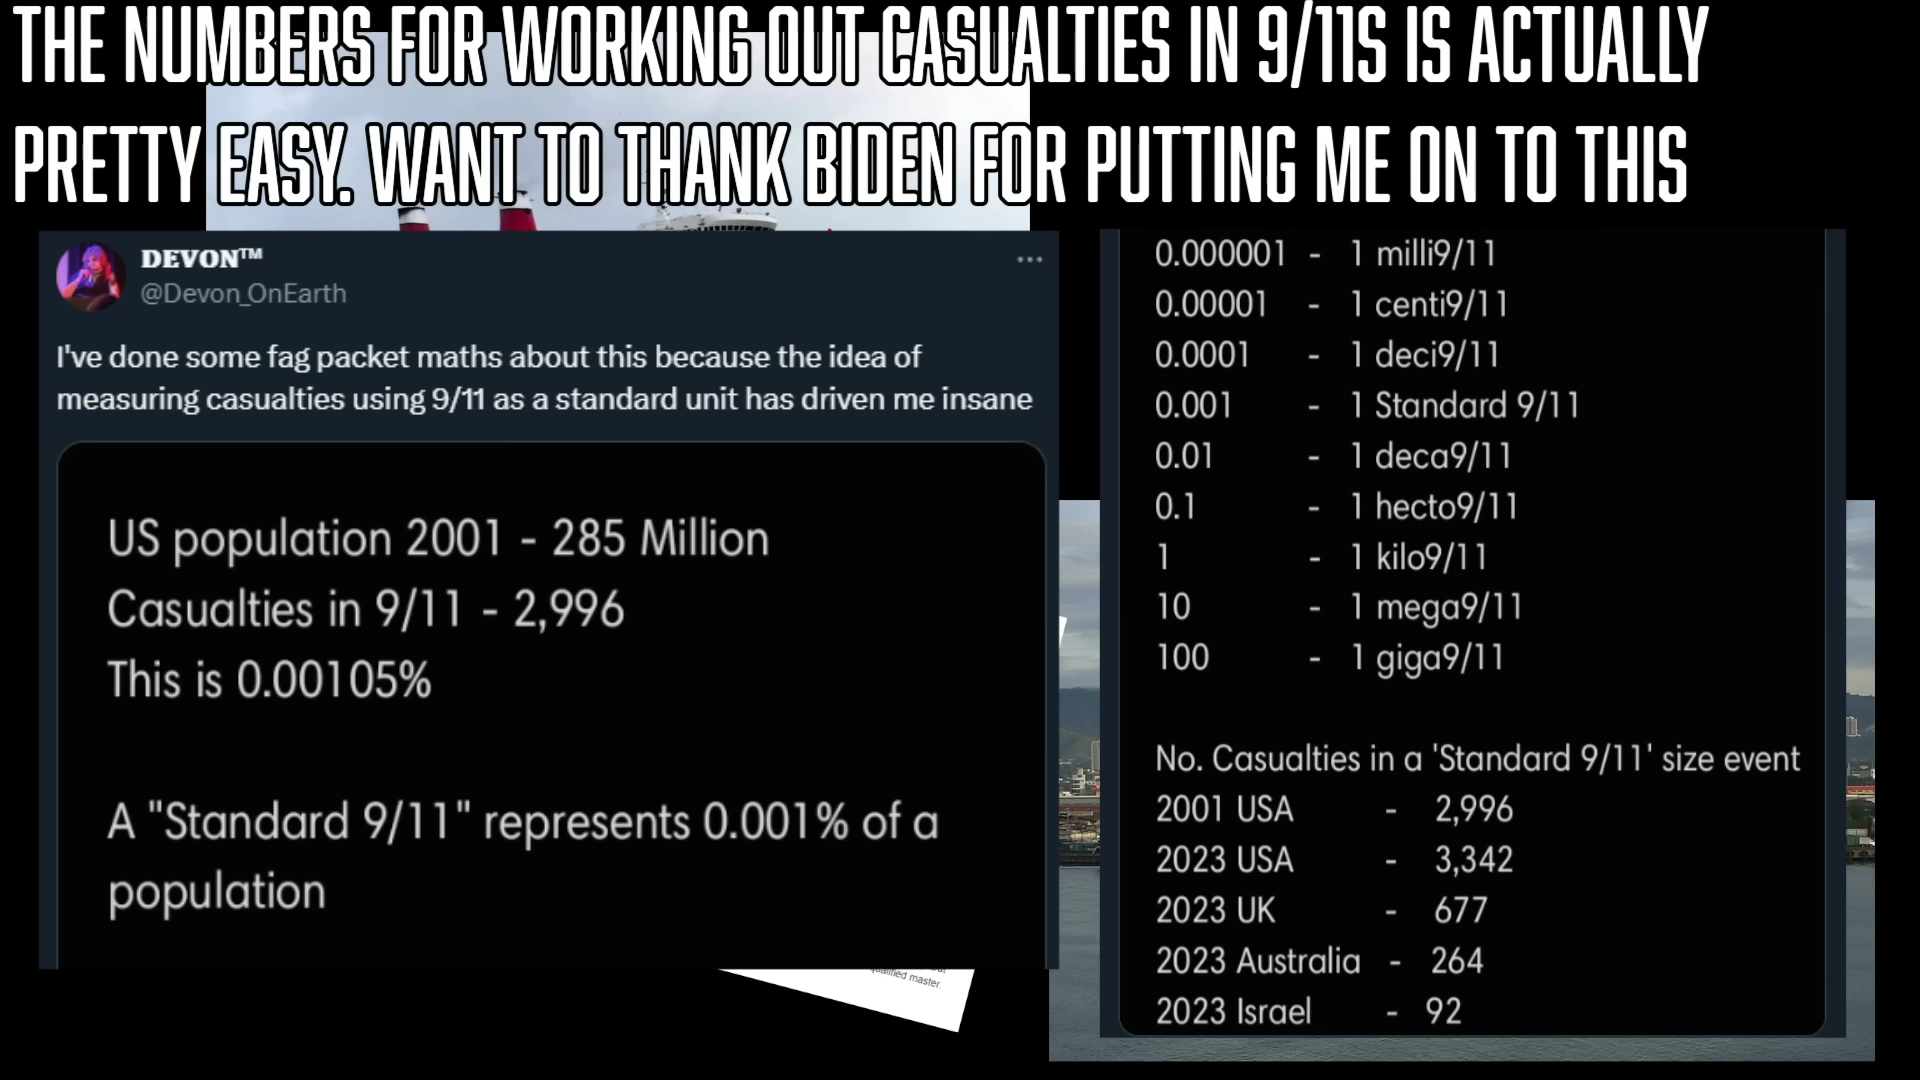 THE NUMBERS FOR WORKING OUT CASUALTIES IN 9/11S IS ACTUALLY
PRETTY EASY. WANT TO THANK BIDEN FOR PUTTING ME ON TO THIS
DEVON™
@Devon_OnEarth
I've done some fag packet maths about this because the idea of
measuring casualties using 9/11 as a standard unit has driven me insane
US population 2001 - 285 Million
Casualties in 9/11 - 2,996
This is 0.00105%
A "Standard 9/11" represents 0.001% of a
population
qualified master.
0.000001 - 1 milli9/11
0.00001 - 1 centi9/11
0.0001 - 1 deci9/11
0.001 - 1 Standard 9/11
0.01 - 1 deca9/11
0.1 - 1 hecto9/11
1 - 1 kilo9/11
10 - 1 mega9/11
100 - 1 giga9/11
No. Casualties in a 'Standard 9/11' size event
2001 USA - 2,996
2023 USA - 3,342
2023 UK - 677
2023 Australia - 264
2023 Israel - 92